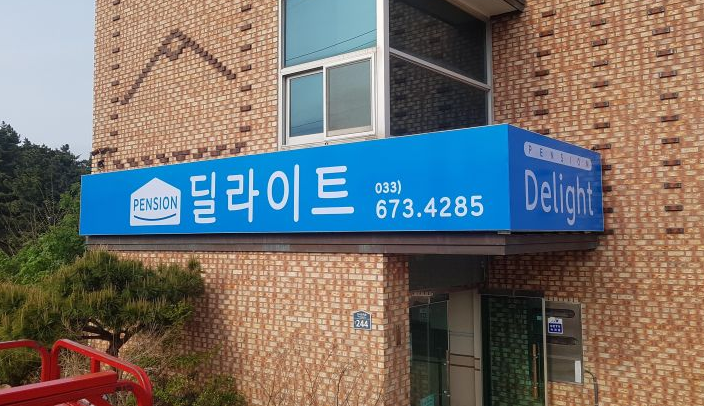 PENSION
딜라이트
033)
673.4285
PENSION
Delight
244